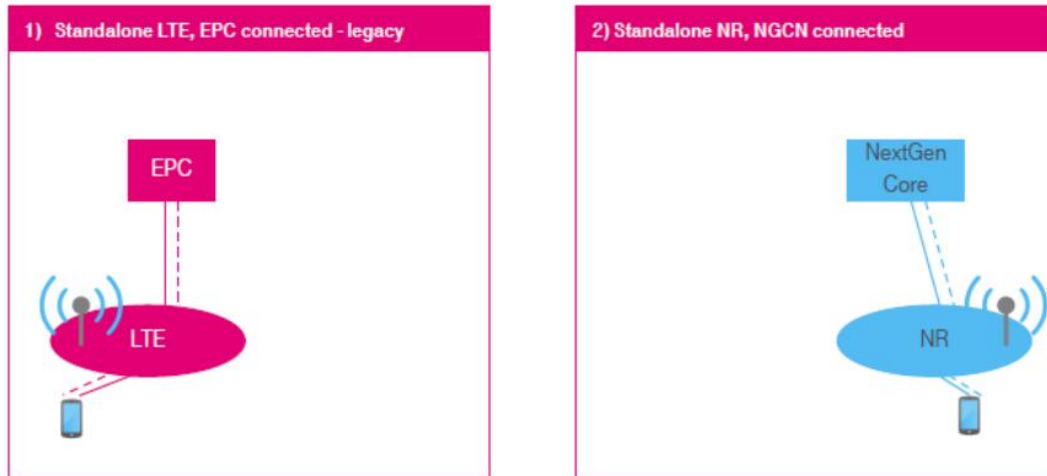 1) Standalone LTE, EPC connected - legacy
EPC
LTE
2) Standalone NR, NGCN connected
NextGen
Core
NR